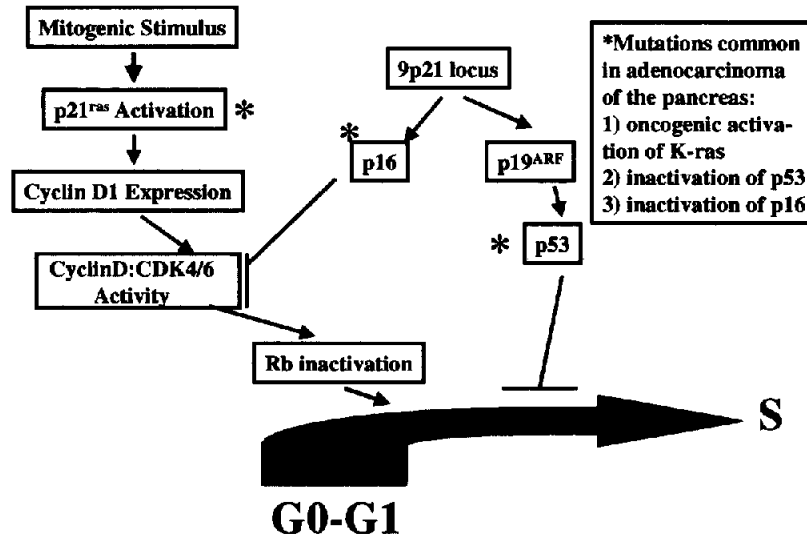 Mitogenic Stimulus
p21ras Activation *
Cyclin D1 Expression
CyclinD:CDK4/6
Activity
Rb inactivation
9p21 locus
*
p16
p19ARF
* p53
*Mutations common
in adenocarcinoma
of the pancreas:
1) oncogenic activa-
tion of K-ras
2) inactivation of p53
3) inactivation of p16
S
G0-G1